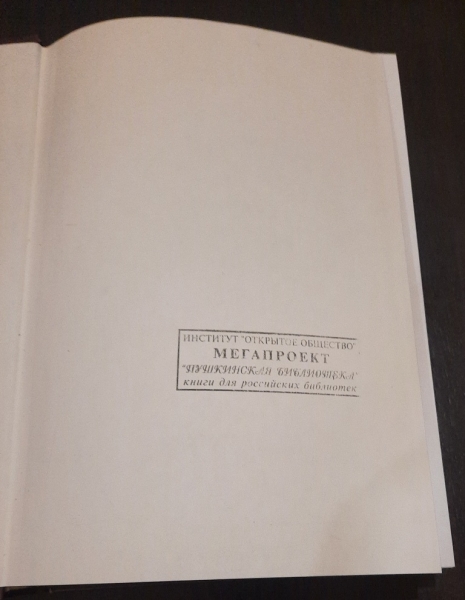 ИНСТИТУТ "ОТКРЫТОЕ ОБЩЕСТВО"
МЕГАПРОЕКТ
"ПУШКИНСКАЯ БИБЛИОТЕКА"
книги для российских библиотек